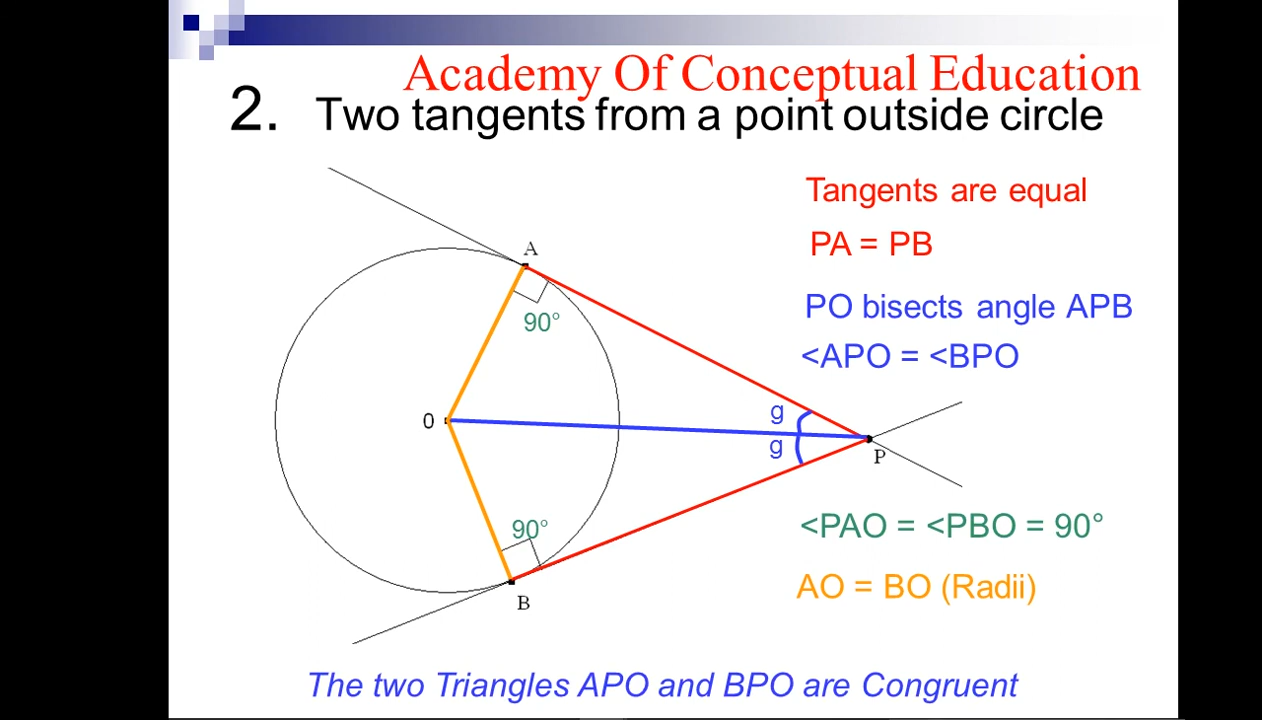 Academy Of Conceptual Education
2. Two tangents from a point outside circle
Tangents are equal
PA = PB
PO bisects angle APB
<APO = <BPO
A
90°
O
g
g
P
90°
B
<PAO = <PBO = 90°
AO = BO (Radii)
The two Triangles APO and BPO are Congruent